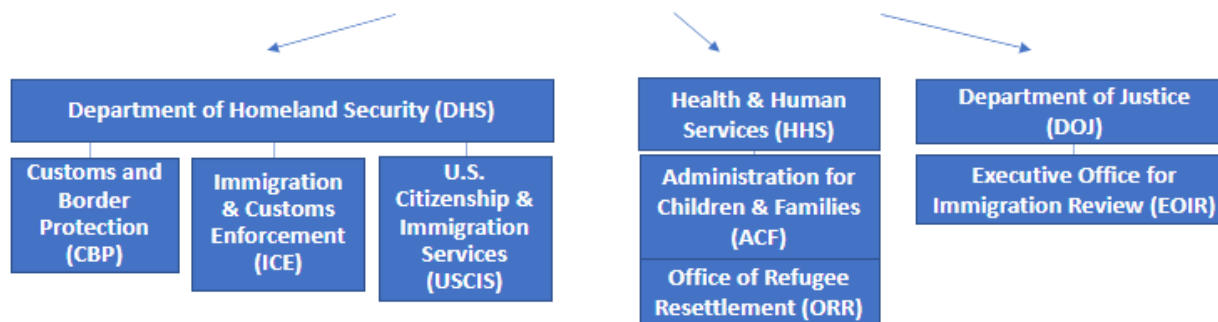 Department of Homeland Security (DHS)
Customs and
Border
Protection
(CBP)
Immigration
& Customs
Enforcement
(ICE)
U.S.
Citizenship &
Immigration
Services
(USCIS)
Health & Human
Services (HHS)
Administration for
Children & Families
(ACF)
Office of Refugee
Resettlement (ORR)
Department of Justice
(DOJ)
Executive Office for
Immigration Review (EOIR)